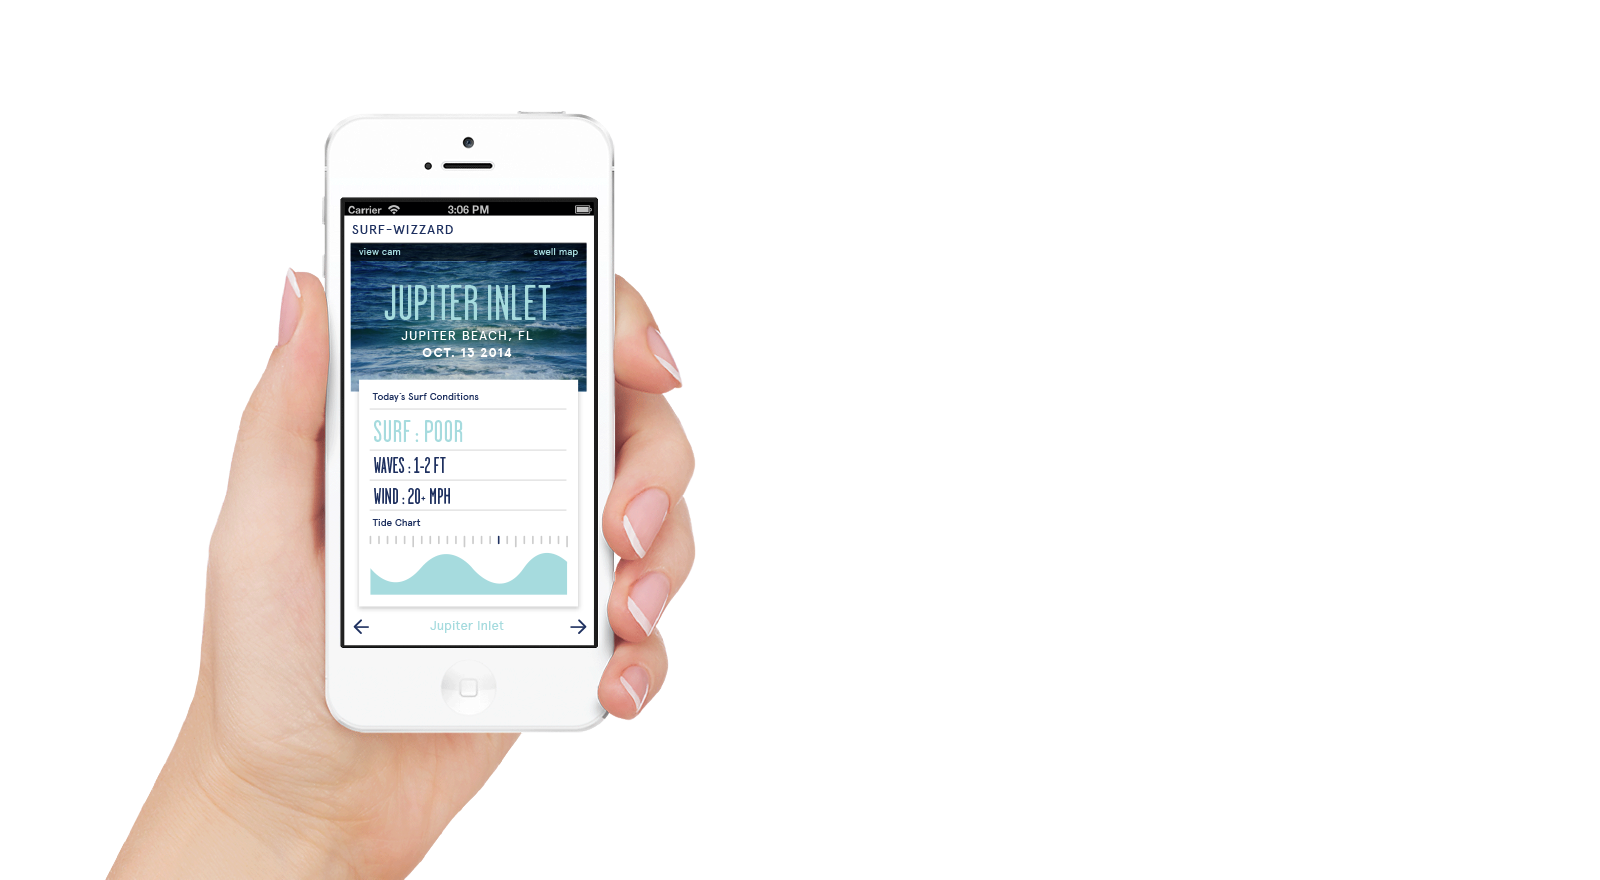 Carrier 3:06 PM
SURF-WIZZARD
view cam swell map
JUPITER INLET
JUPITER BEACH, FL
OCT. 15 2014
Today's Surf Conditions
SURF : POOR
WAVES : 1-2 FT
WIND : 20+ MPH
Tide Chart
Jupiter Inlet